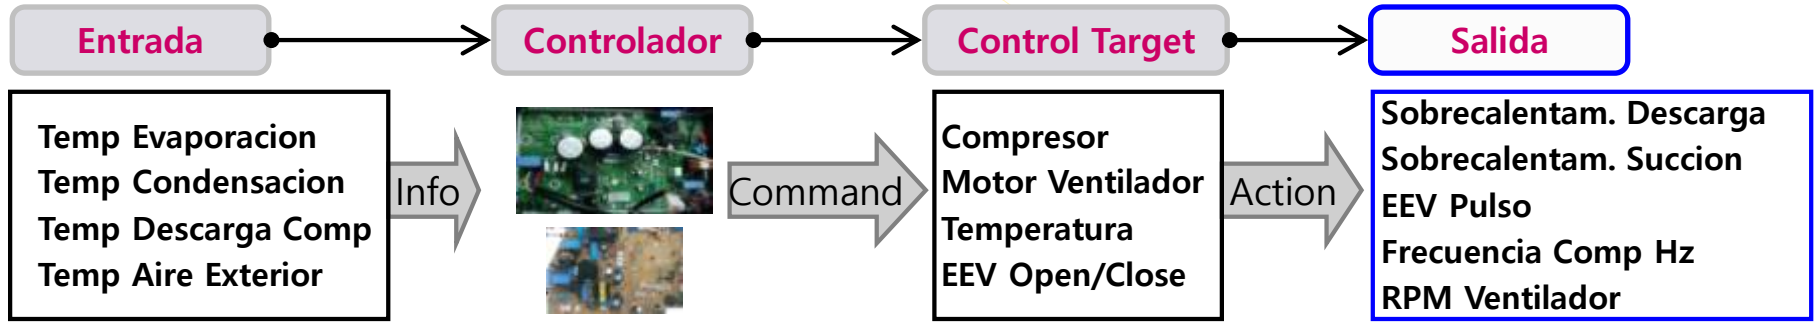 Entrada
Controlador
Control Target
Salida
Temp Evaporacion
Temp Condensacion
Temp Descarga Comp
Temp Aire Exterior
Info
Command
Compresor
Motor Ventilador
Temperatura
EEV Open/Close
Action
Sobrecalentam. Descarga
Sobrecalentam. Succion
EEV Pulso
Frecuencia Comp Hz
RPM Ventilador